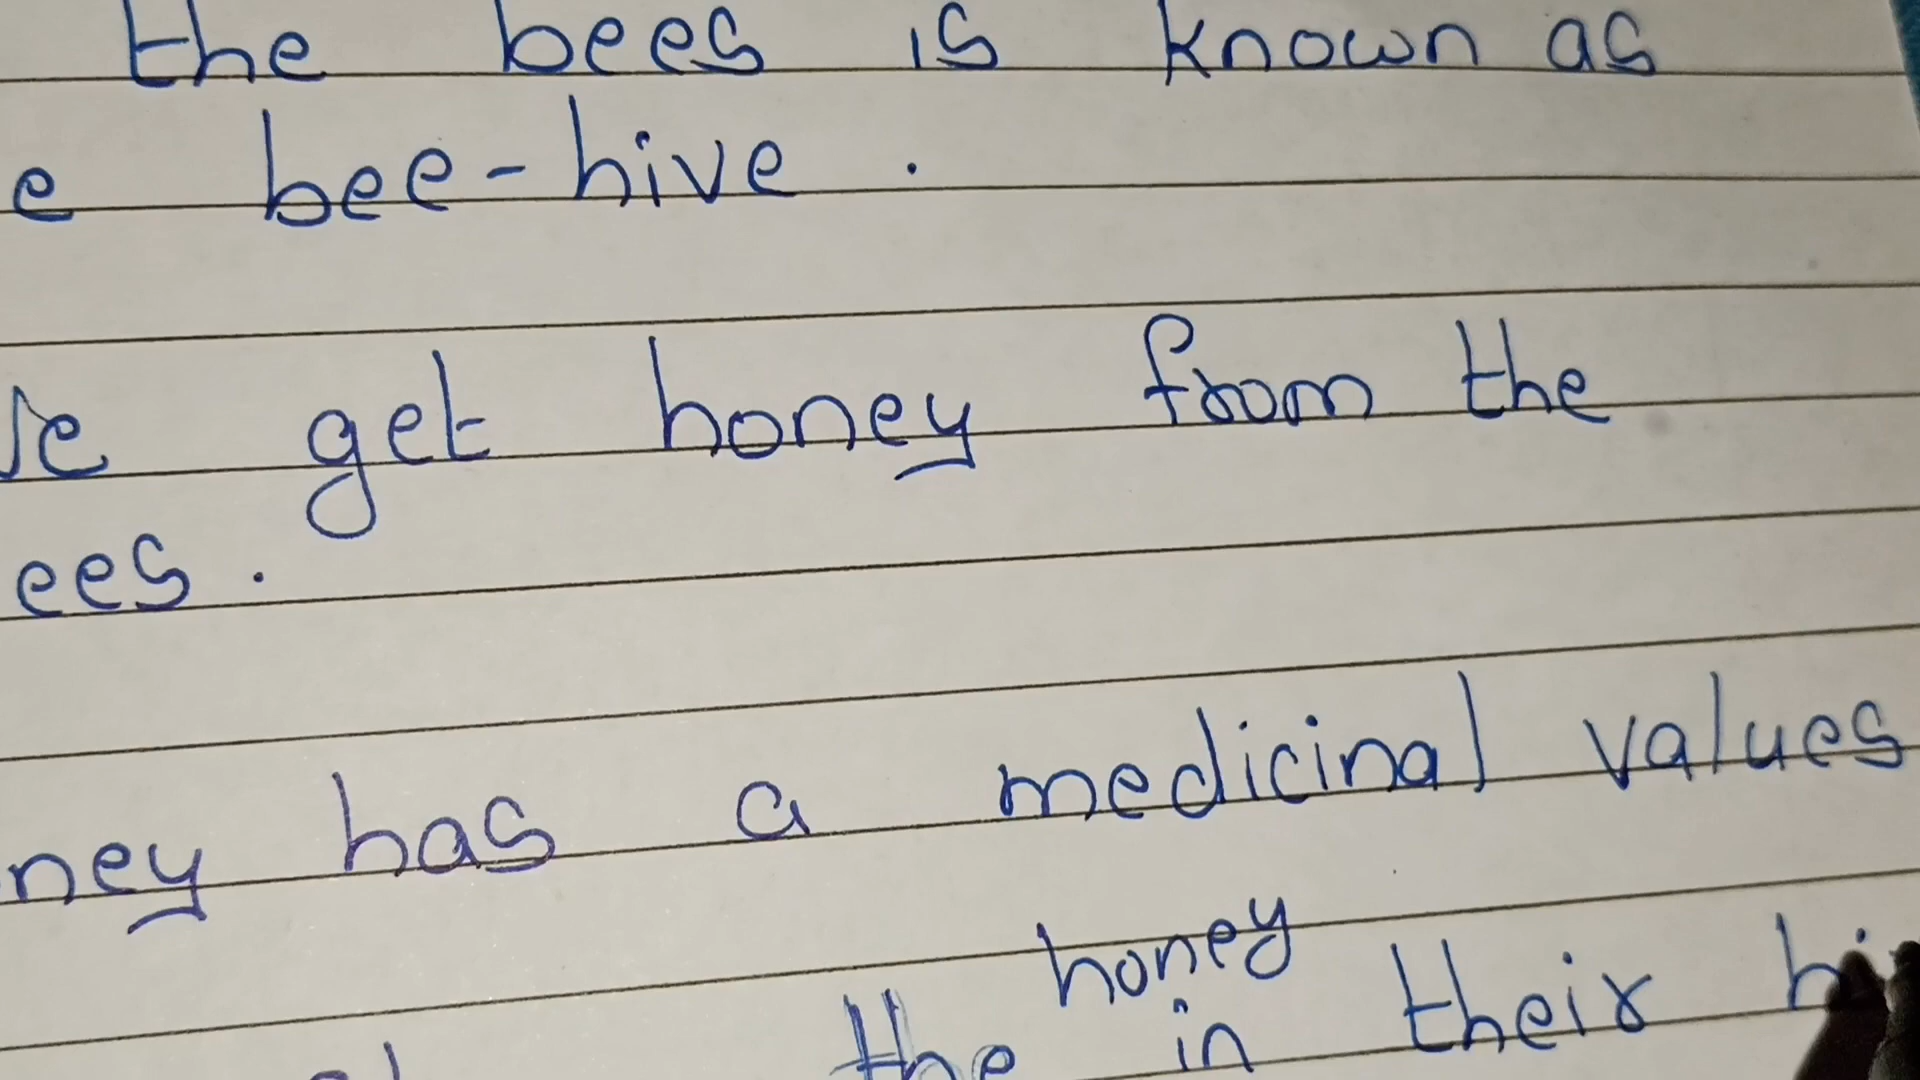 the bees is known as
e bee-hive .
get honey from the
ees .
ney has a medicinal values
honey
the in their